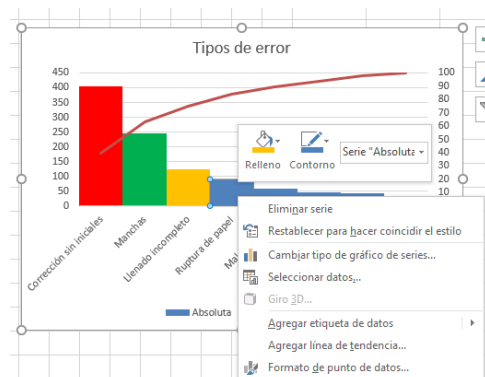 Tipos de error
450
400
350
300
250
200
150
100
50
0
100
90
80
70
60
50
40
30
20
10
Corrección sin iniciales
Manchas
Llenado incompleto
Ruptura de papel
Absoluta
Relleno
Contorno
Serie "Absoluta
Eliminar serie
Restablecer para hacer coincidir el estilo
Cambiar tipo de gráfico de series...
Seleccionar datos...
Giro 3D...
Agregar etiqueta de datos
Agregar línea de tendencia...
Formato de punto de datos...